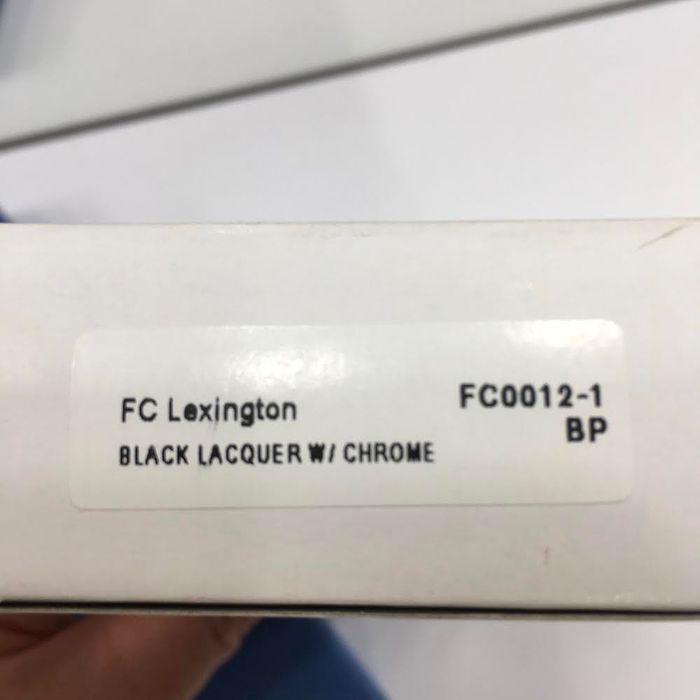 FC Lexington FC0012-1
BLACK LACQUER W/ CHROME BP